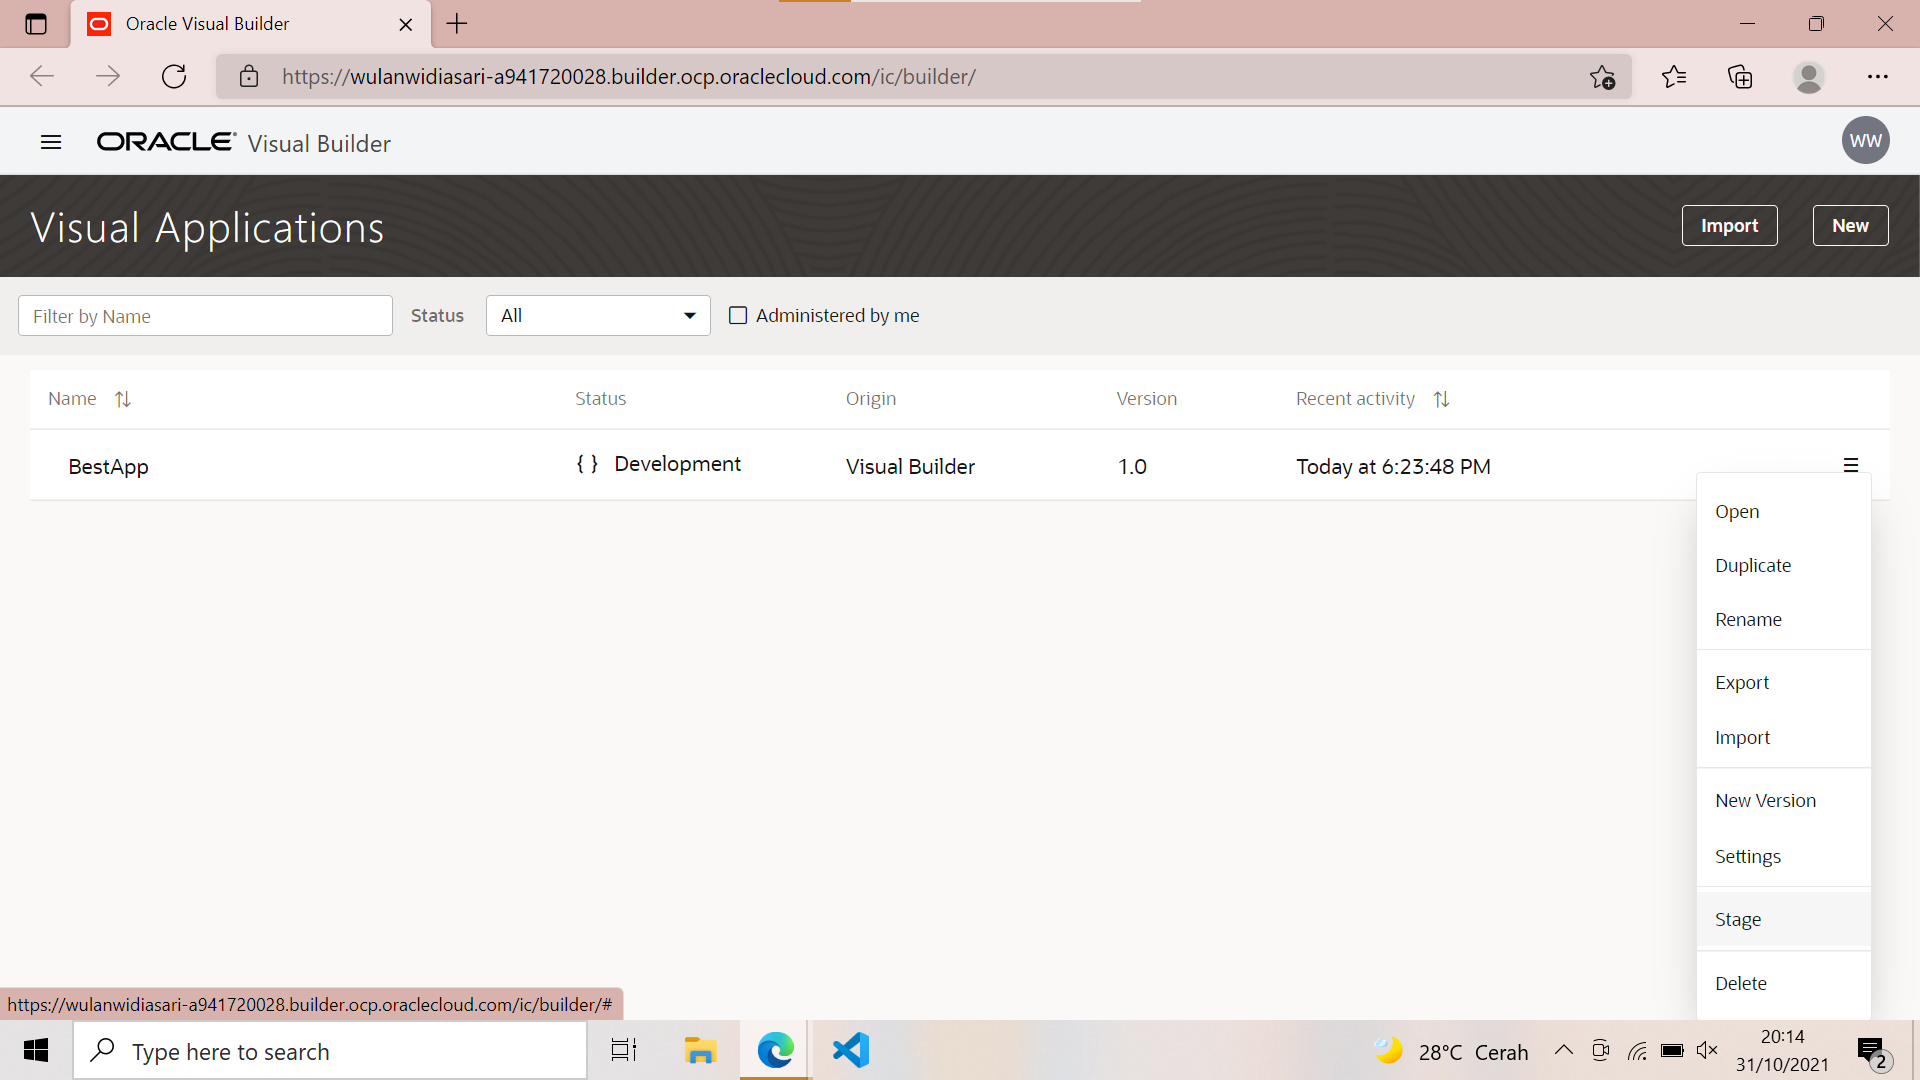 Oracle Visual Builder
https://wulanwidiasari-a941720028.builder.ocp.oraclecloud.com/ic/builder/
ORACLE Visual Builder
WW
Visual Applications
Import
New
Filter by Name
Status
All
Administered by me
Name
Status
Origin
Version
Recent activity
BestApp
{ } Development
Visual Builder
1.0
Today at 6:23:48 PM
Open
Duplicate
Rename
Export
Import
New Version
Settings
Stage
Delete
https://wulanwidiasari-a941720028.builder.ocp.oraclecloud.com/ic/builder/#
Type here to search
28°C Cerah
20:14
31/10/2021
2